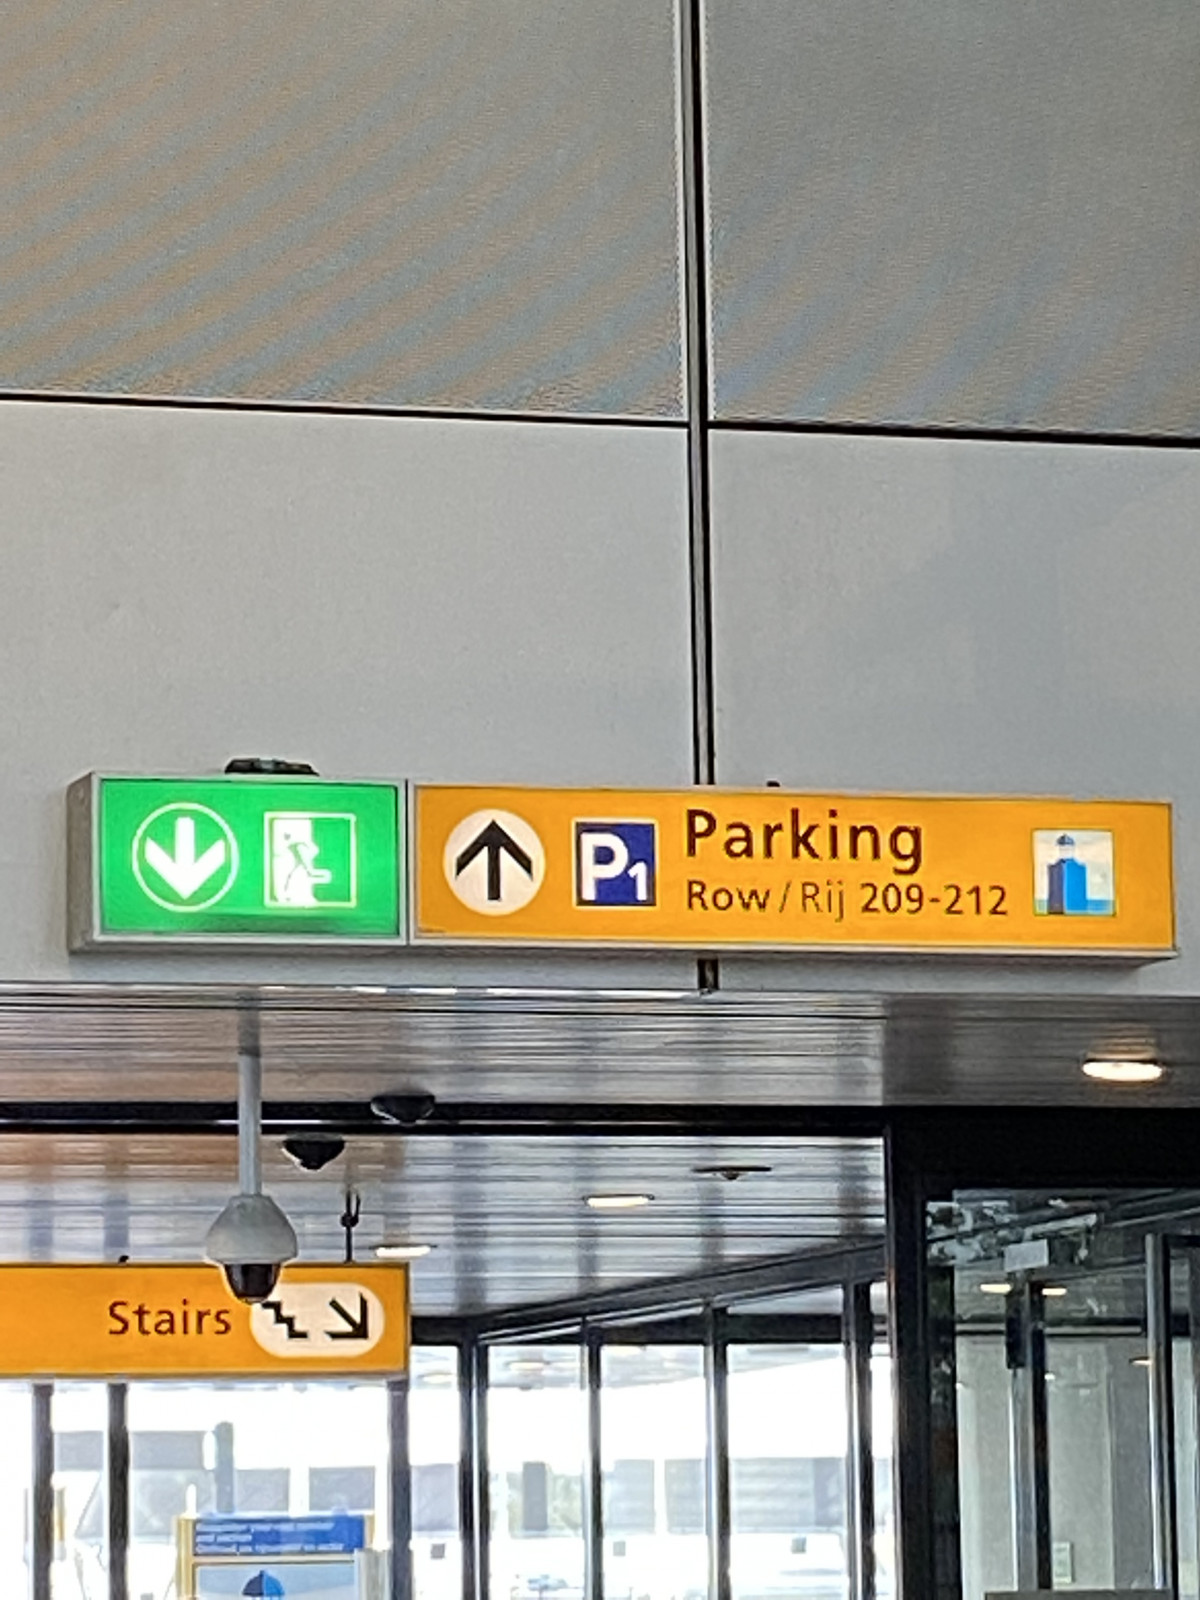 P1
Parking
Row / Rij 209-212
Stairs